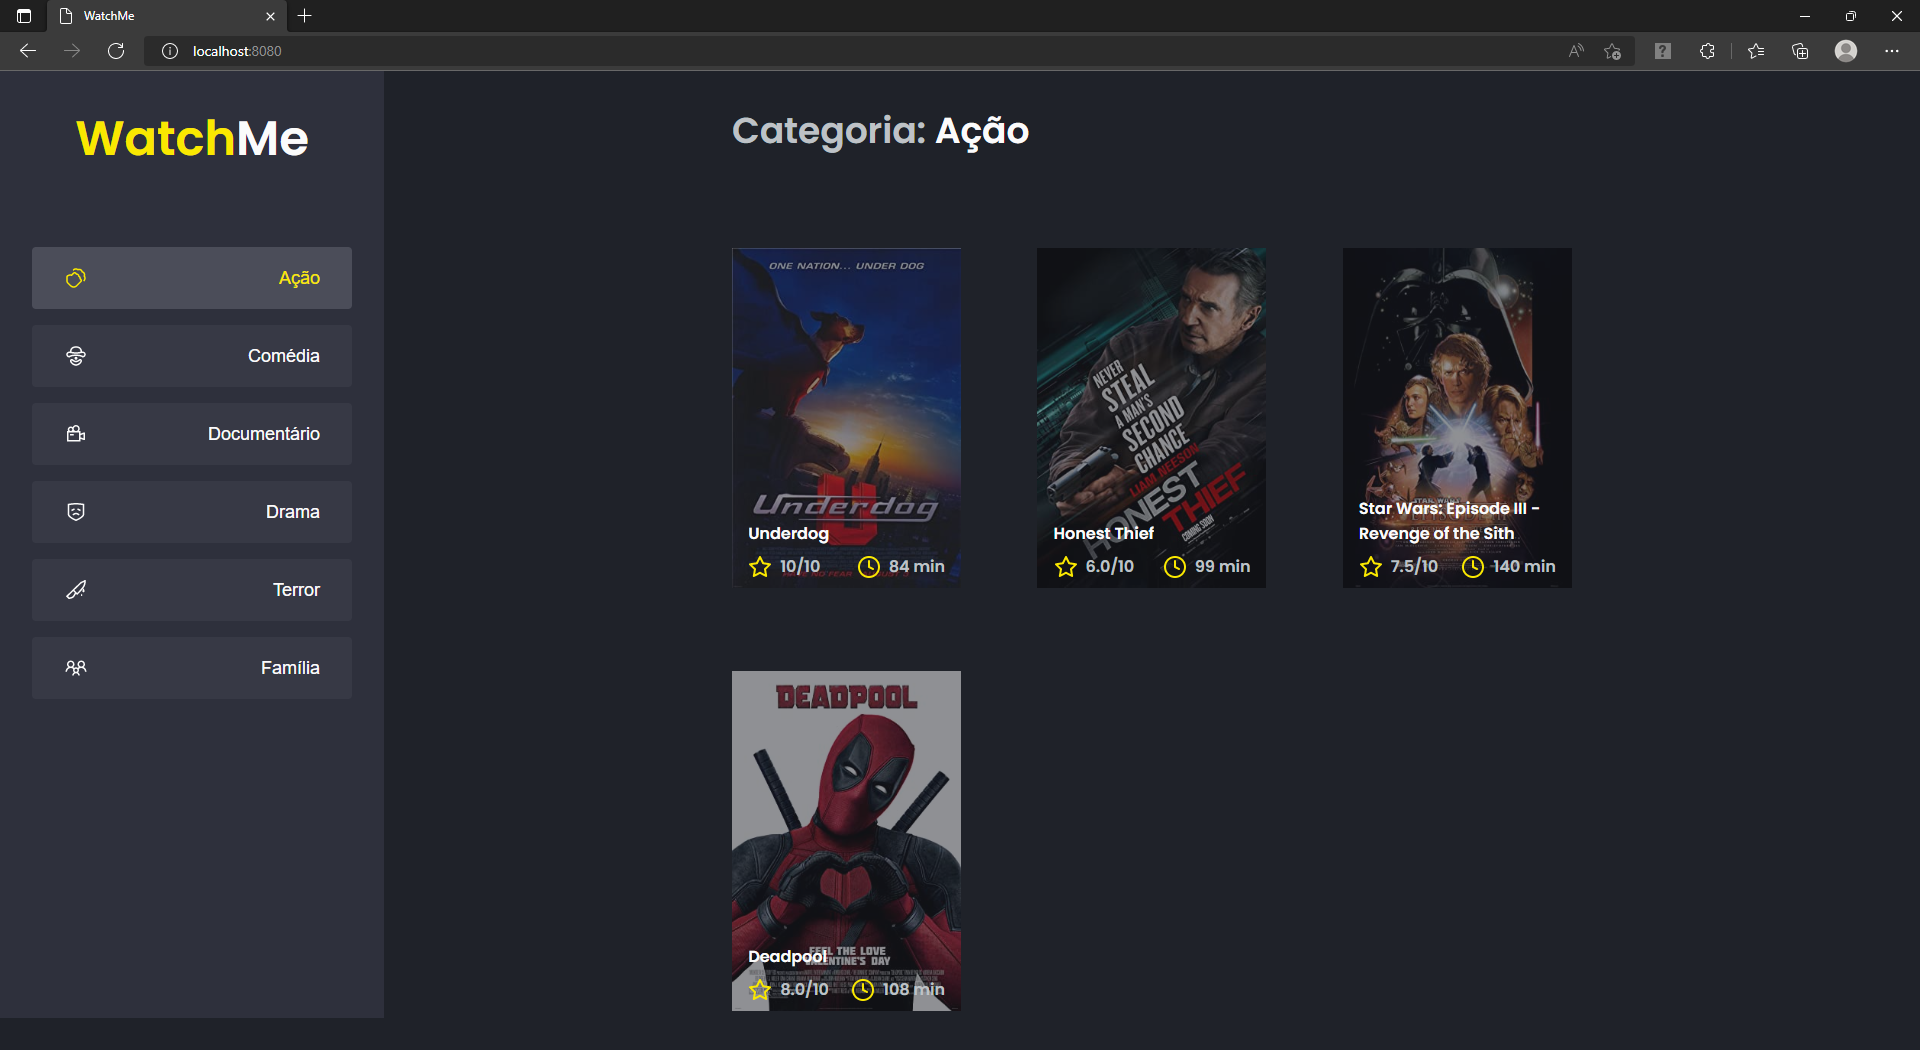 WatchMe
localhost:8080
WatchMe
Ação
Comédia
Documentário
Drama
Terror
Família
Categoria: Ação
ONE NATION... UNDER DOG
Underdog
Underdog
10/10
84 min
NEVER
STEAL
A MAN'S
SECOND
CHANCE
LIAM NEESON
HONEST
THIEF
COMING SOON
Honest Thief
6.0/10
99 min
STAR WARS
Star Wars: Episode III -
Revenge of the Sith
7.5/10
140 min
DEADPOOL
FEEL THE LOVE
VALENTINE'S DAY
Deadpool
8.0/10
108 min